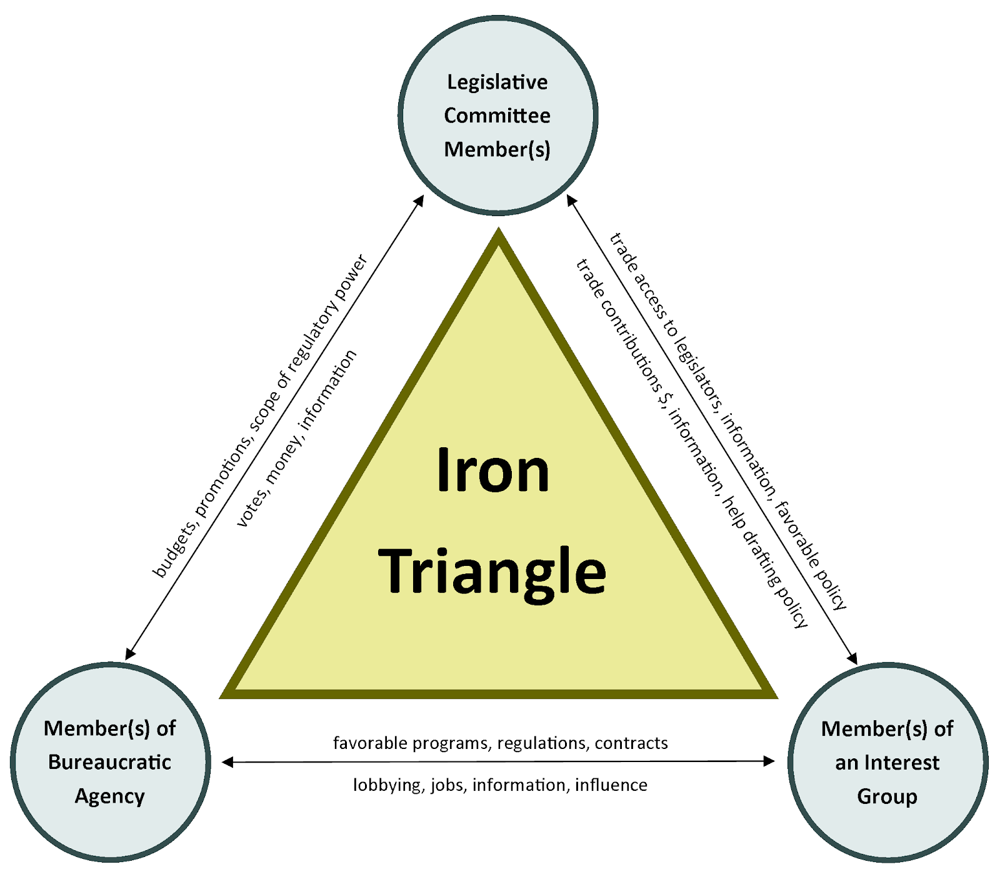 Legislative
Committee
Member(s)
budgets, promotions, scope of regulatory power
votes, money, information
trade access to legislators, information, favorable policy
trade contributions $, information, help drafting policy
Iron
Triangle
Member(s) of
Bureaucratic
Agency
favorable programs, regulations, contracts
lobbying, jobs, information, influence
Member(s) of
an Interest
Group